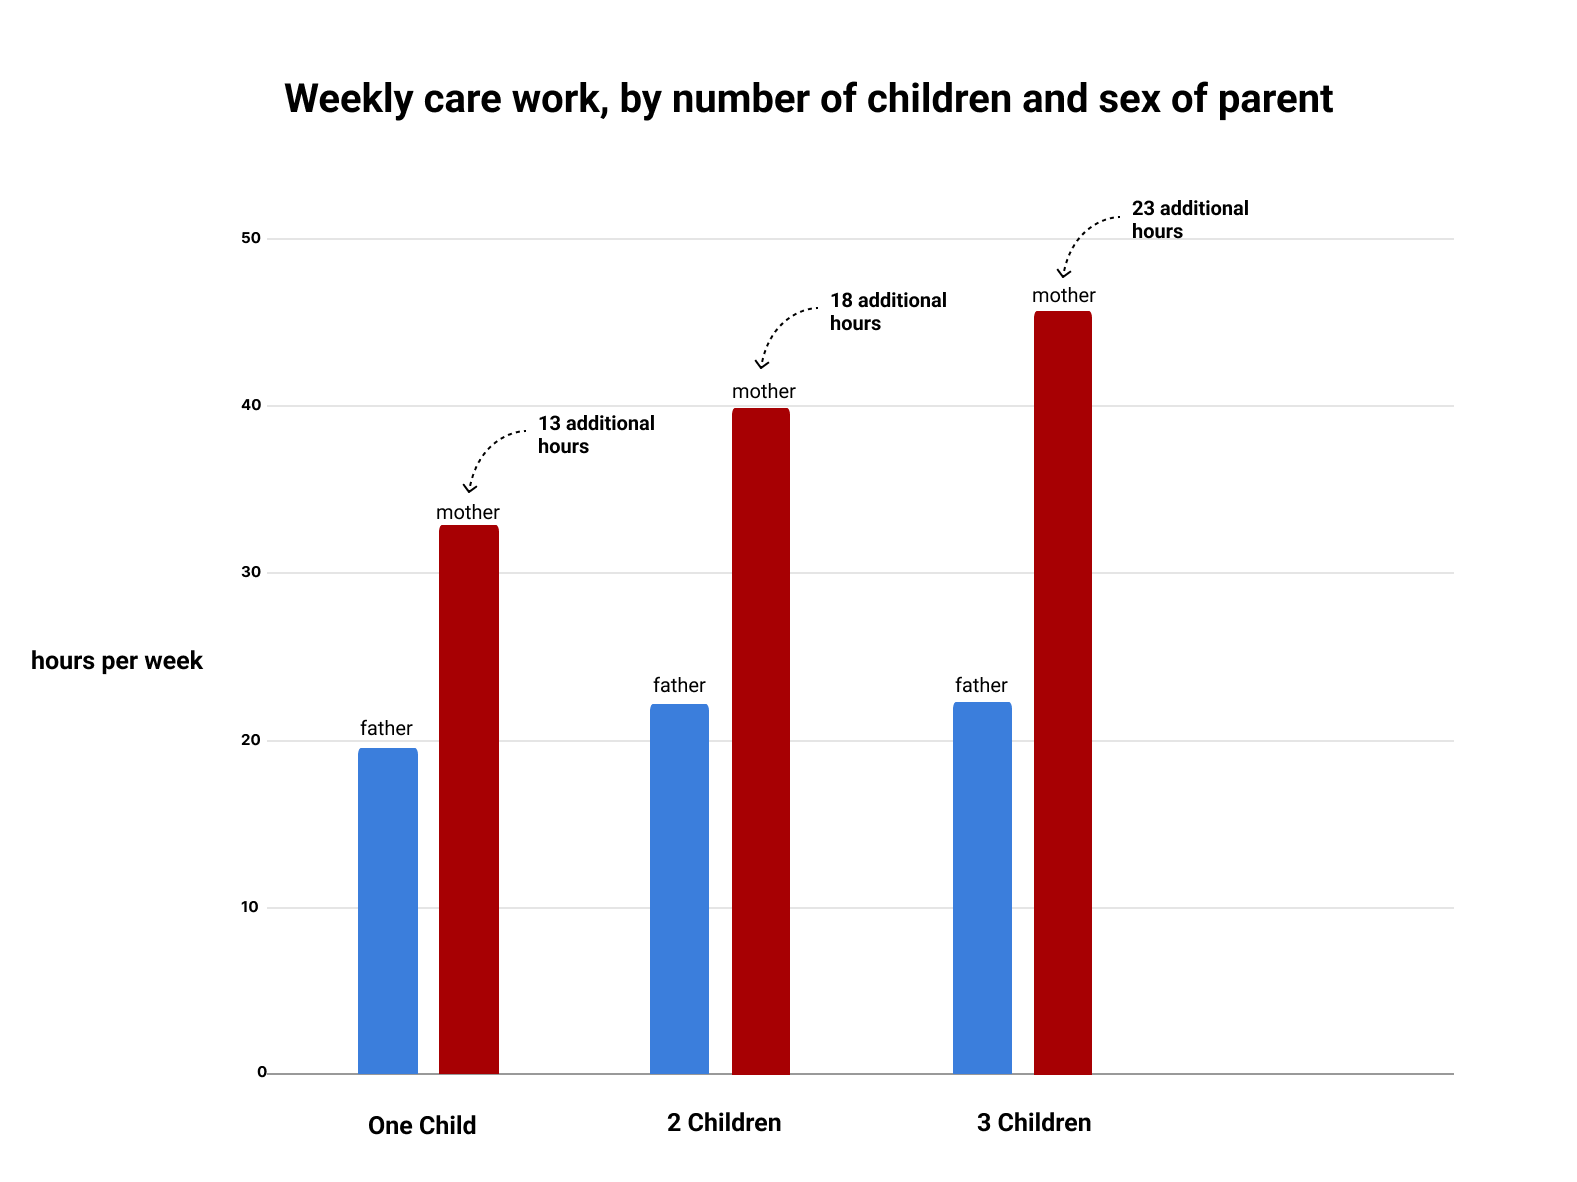 Weekly care work, by number of children and sex of parent
23 additional
hours
50
mother
18 additional
hours
mother
40
13 additional
hours
mother
30
hours per week
father
father
father
20
10
0
One Child
2 Children
3 Children